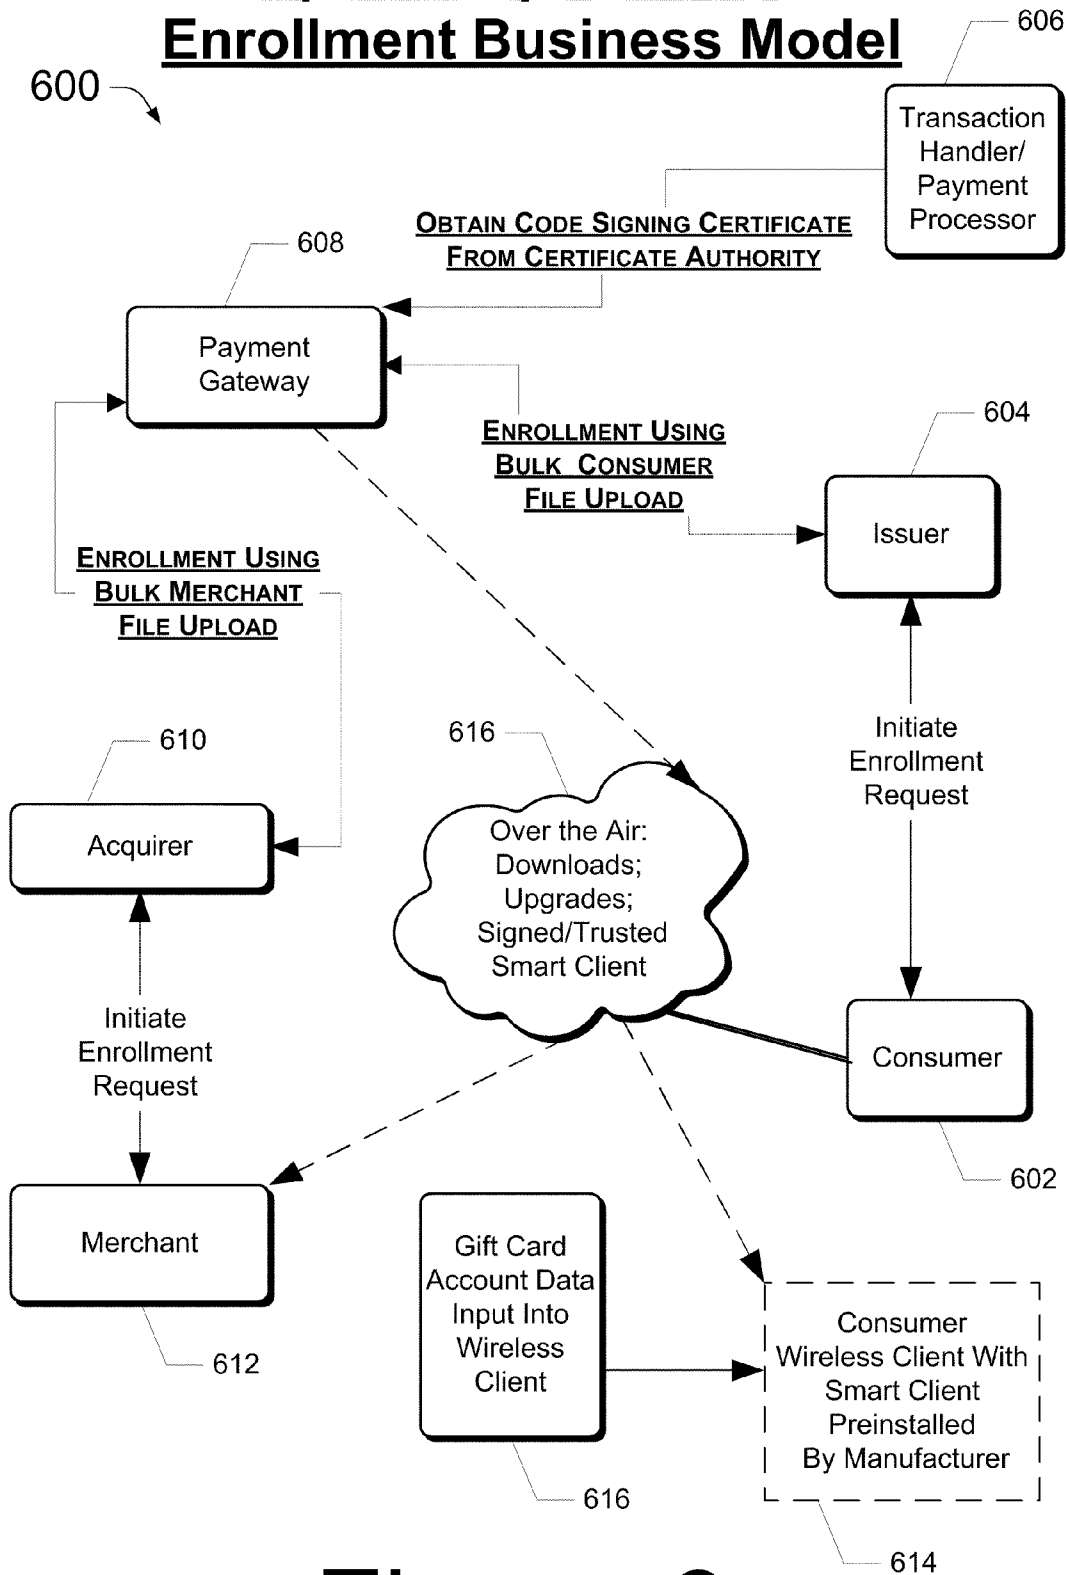 Enrollment Business Model
600
606
Transaction
Handler/
Payment
Processor
OBTAIN CODE SIGNING CERTIFICATE
FROM CERTIFICATE AUTHORITY
608
Payment
Gateway
604
ENROLLMENT USING
BULK CONSUMER
FILE UPLOAD
Issuer
ENROLLMENT USING
BULK MERCHANT
FILE UPLOAD
Initiate
Enrollment
Request
610
616
Acquirer
Over the Air:
Downloads;
Upgrades;
Signed/Trusted
Smart Client
Initiate
Enrollment
Request
Consumer
602
Merchant
612
Gift Card
Account Data
Input Into
Wireless
Client
616
Consumer
Wireless Client With
Smart Client
Preinstalled
By Manufacturer
614